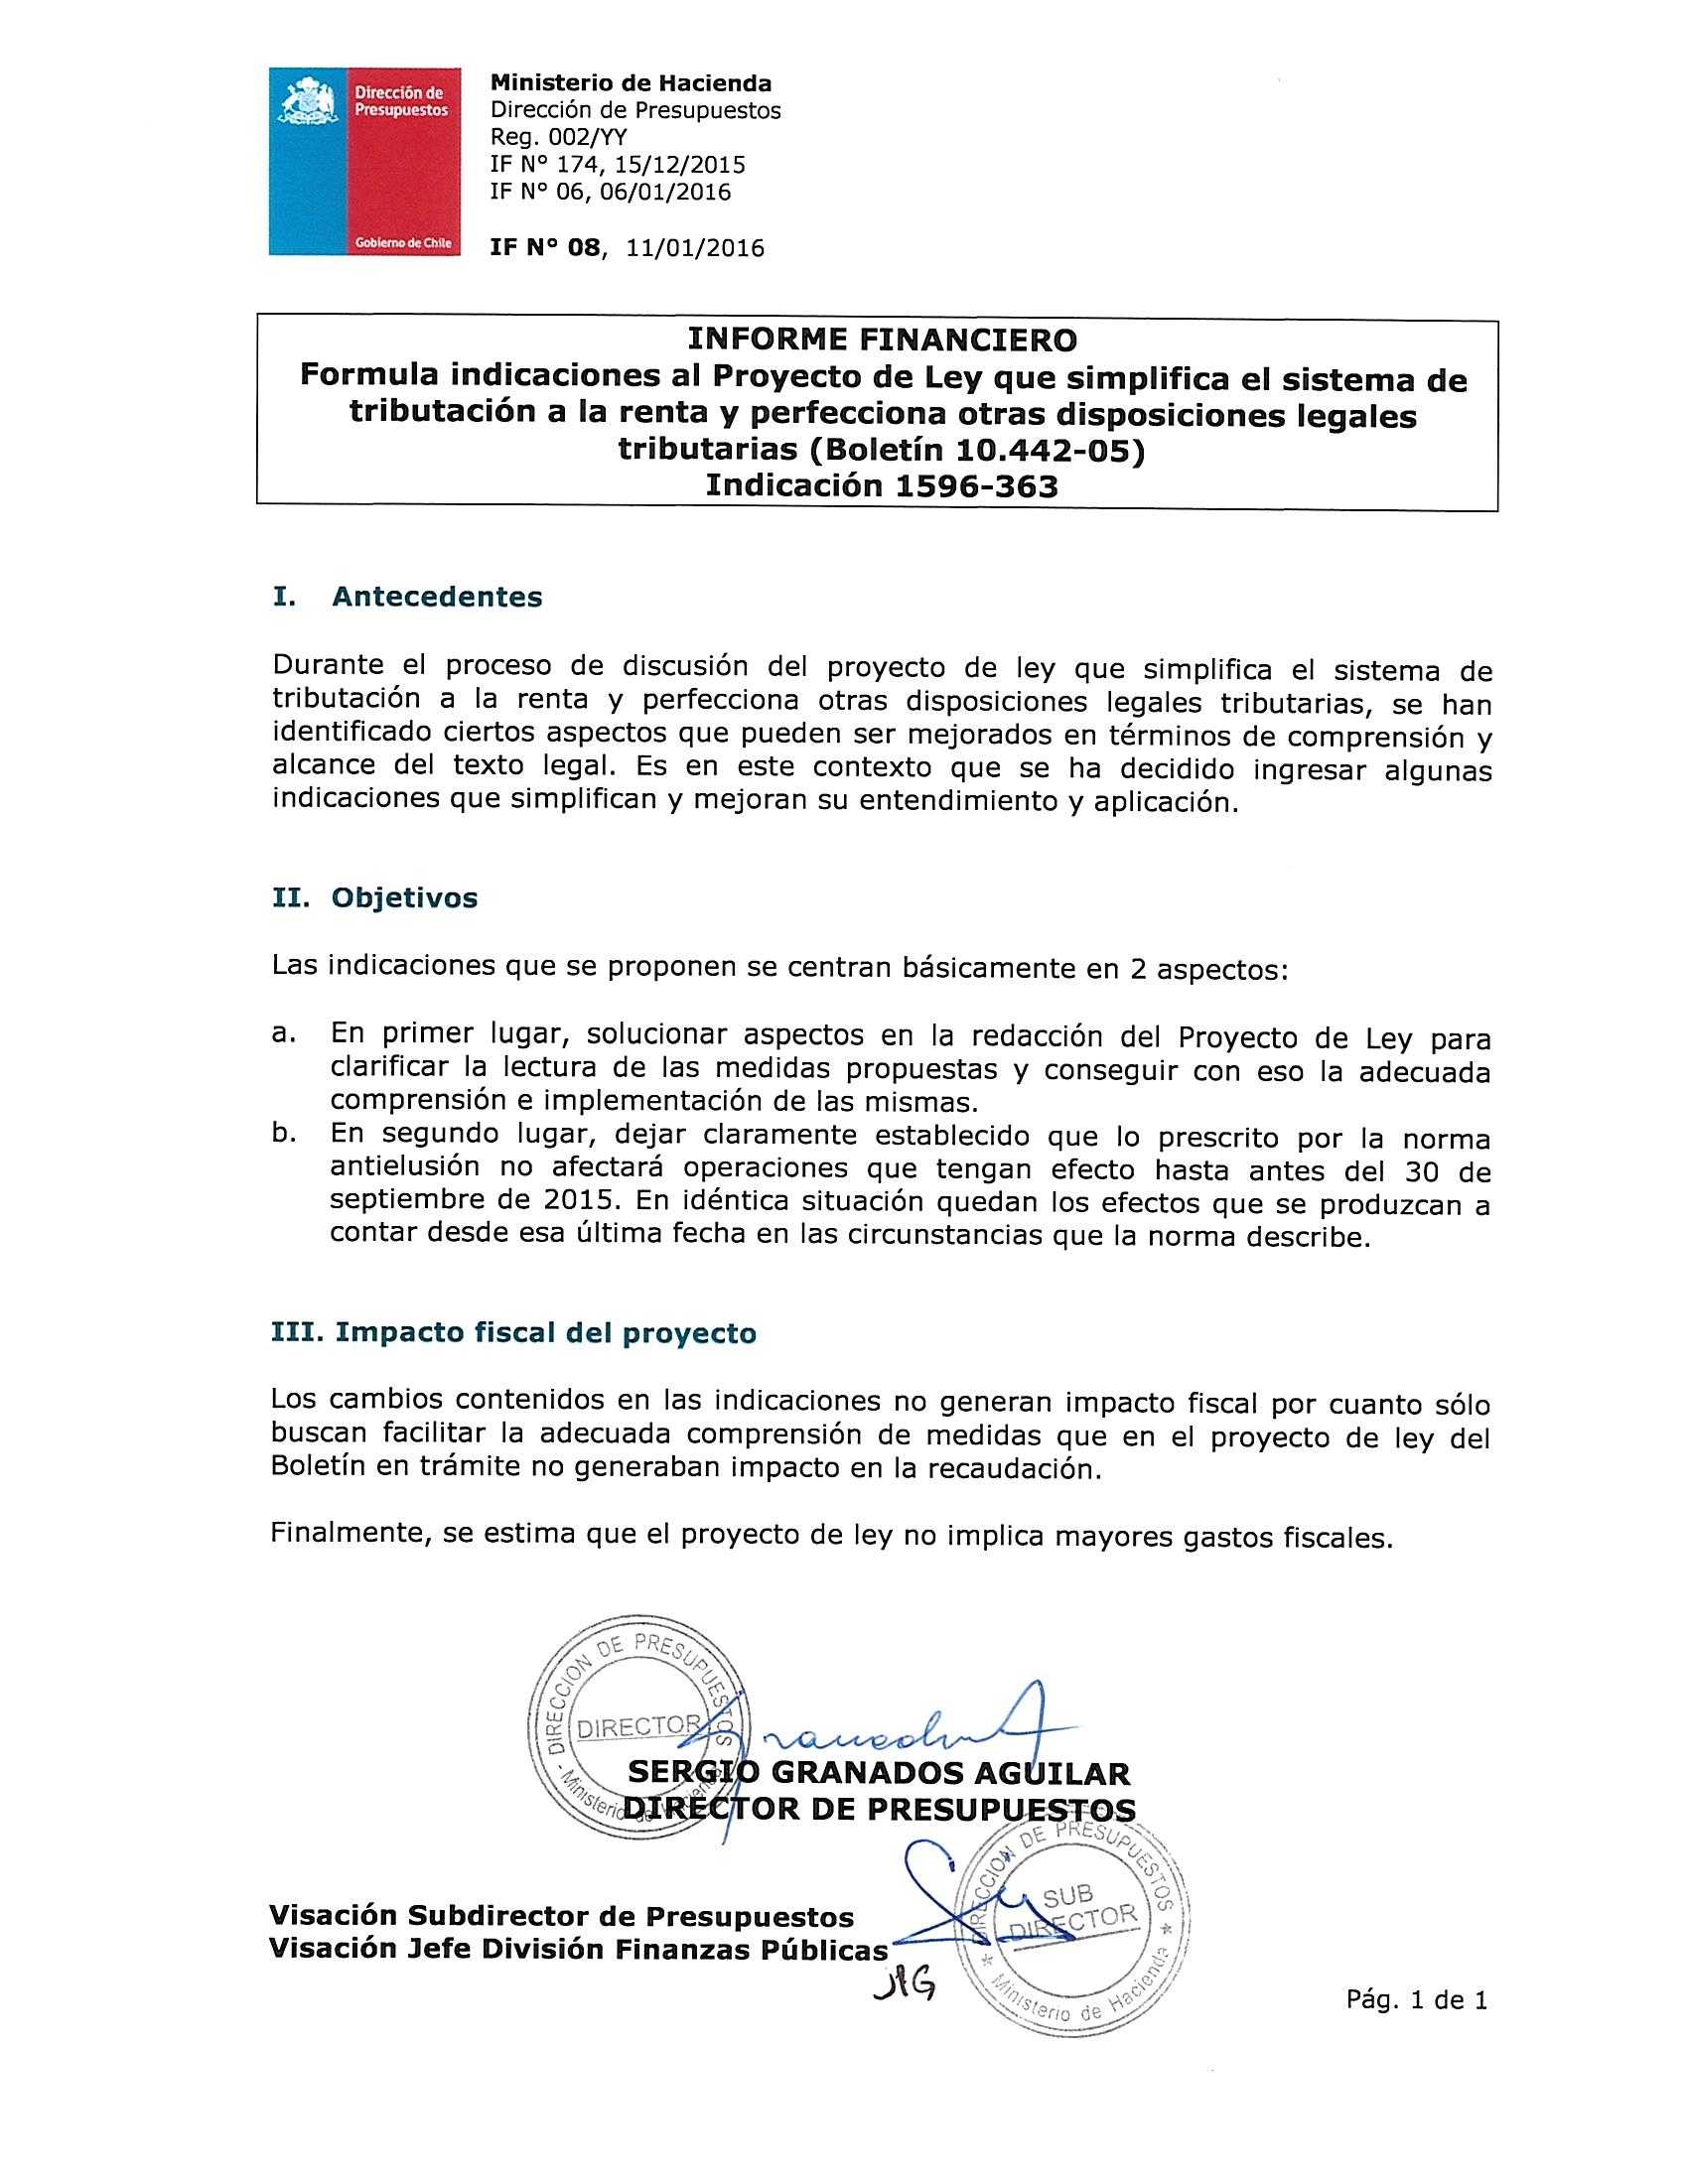 Dirección de
Presupuestos
Gobierno de Chile
Ministerio de Hacienda
Dirección de Presupuestos
Reg. 002/YY
IF Nº 174, 15/12/2015
IF Nº 06, 06/01/2016
IF Nº 08, 11/01/2016
INFORME FINANCIERO
Formula indicaciones al Proyecto de Ley que simplifica el sistema de
tributación a la renta y perfecciona otras disposiciones legales
tributarias (Boletín 10.442-05)
Indicación 1596-363
I. Antecedentes
Durante el proceso de discusión del proyecto de ley que simplifica el sistema de
tributación a la renta y perfecciona otras disposiciones legales tributarias, se han
identificado ciertos aspectos que pueden ser mejorados en términos de comprensión y
alcance del texto legal. Es en este contexto que se ha decidido ingresar algunas
indicaciones que simplifican y mejoran su entendimiento y aplicación.
II. Objetivos
Las indicaciones que se proponen se centran básicamente en 2 aspectos:
a. En primer lugar, solucionar aspectos en la redacción del Proyecto de Ley para
clarificar la lectura de las medidas propuestas y conseguir con eso la adecuada
comprensión e implementación de las mismas.
b. En segundo lugar, dejar claramente establecido que lo prescrito por la norma
antielusión no afectará operaciones que tengan efecto hasta antes del 30 de
septiembre de 2015. En idéntica situación quedan los efectos que se produzcan a
contar desde esa última fecha en las circunstancias que la norma describe.
III. Impacto fiscal del proyecto
Los cambios contenidos en las indicaciones no generan impacto fiscal por cuanto sólo
buscan facilitar la adecuada comprensión de medidas que en el proyecto de ley del
Boletín en trámite no generaban impacto en la recaudación.
Finalmente, se estima que el proyecto de ley no implica mayores gastos fiscales.
DIRECCION DE PRESUPUESTOS
DIRECTOR
Ministerio de Hacienda
SERGIO GRANADOS AGUILAR
DIRECTOR DE PRESUPUESTOS
DIRECCION DE PRESUPUESTOS
SUB
DIRECTOR
Ministerio de Hacienda
Visación Subdirector de Presupuestos
Visación Jefe División Finanzas Públicas
Pág. 1 de 1